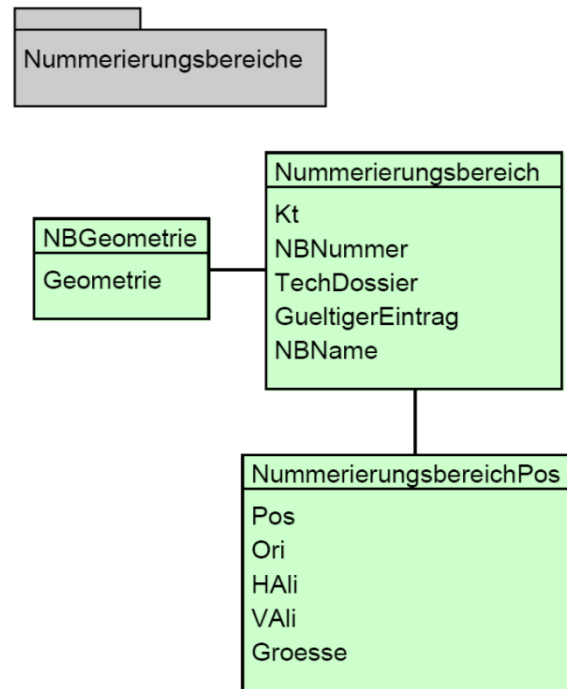 Nummerierungsbereiche
Nummerierungsbereich
Kt
NBNummer
TechDossier
GueltigerEintrag
NBName
NBGeometrie
Geometrie
NummerierungsbereichPos
Pos
Ori
HAli
VAli
Groesse